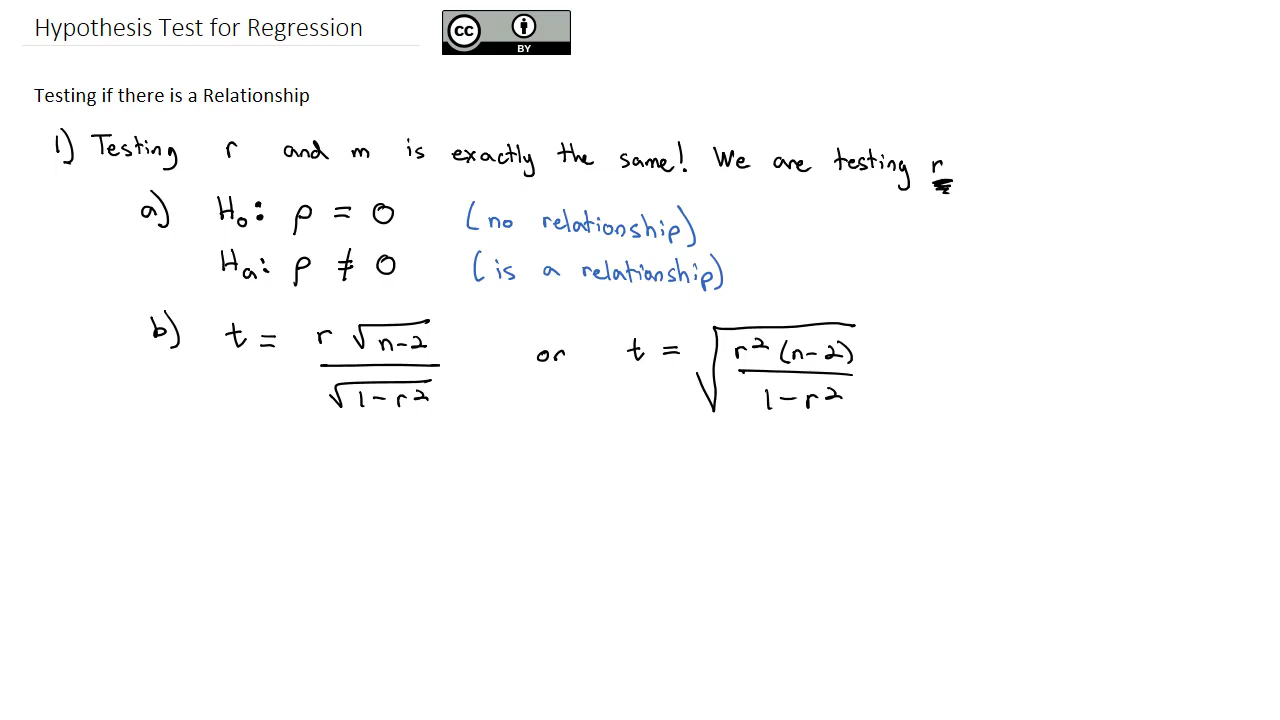 Hypothesis Test for Regression
cc BY
Testing if there is a Relationship
1) Testing r and m is exactly the same! We are testing r
a) H₀: ρ = 0 (no relationship)
Hₐ: ρ ≠ 0 (is a relationship)
b) t = r √(n-2) / √(1-r²) or t = √(r² (n-2) / 1-r²)